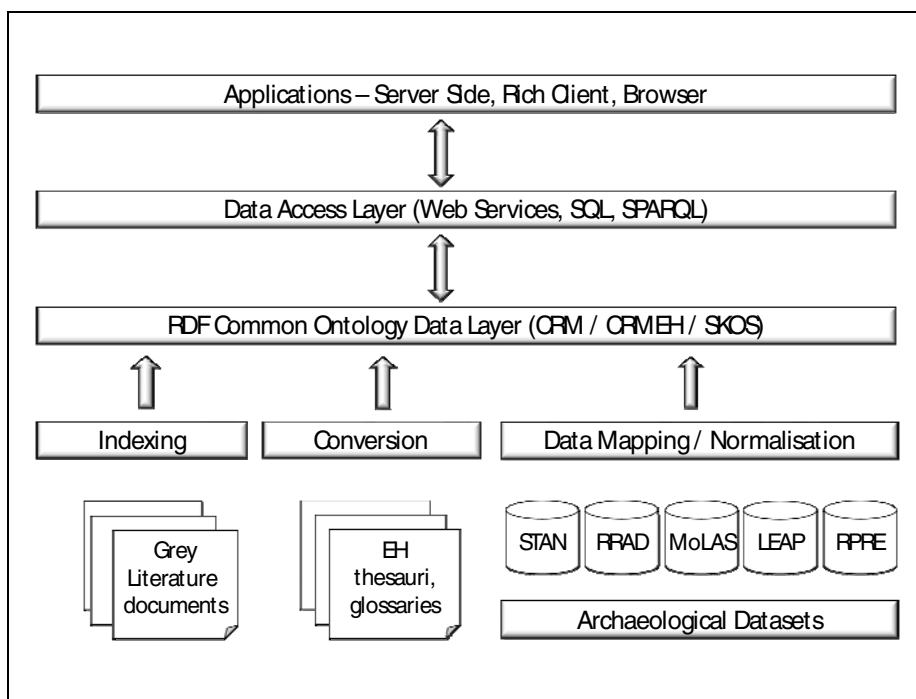 Applications – Server Side, Rich Client, Browser
Data Access Layer (Web Services, SQL, SPARQL)
RDF Common Ontology Data Layer (CRM / CRMEH / SKOS)
Indexing
Conversion
Data Mapping / Normalisation
Grey
Literature
documents
EH
thesauri,
glossaries
STAN
RRAD
MoLAS
LEAP
RPRE
Archaeological Datasets